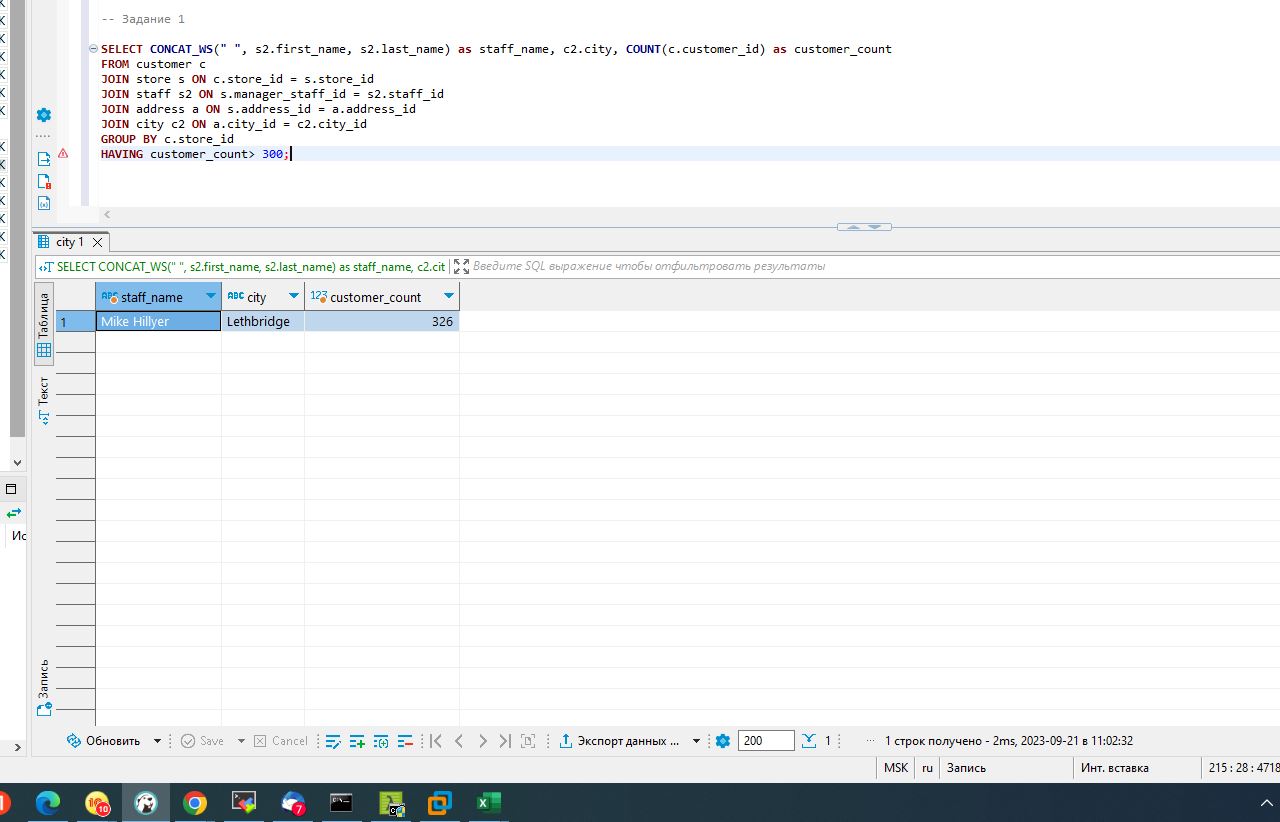 -- Задание 1
SELECT CONCAT_WS(" ", s2.first_name, s2.last_name) as staff_name, c2.city, COUNT(c.customer_id) as customer_count
FROM customer c
JOIN store s ON c.store_id = s.store_id
JOIN staff s2 ON s.manager_staff_id = s2.staff_id
JOIN address a ON s.address_id = a.address_id
JOIN city c2 ON a.city_id = c2.city_id
GROUP BY c.store_id
HAVING customer_count> 300;
city 1
SELECT CONCAT_WS(" ", s2.first_name, s2.last_name) as staff_name, c2.cit
Введите SQL выражение чтобы отфильтровать результаты
Таблица
Текст
Запись
ABC staff_name ABC city 123 customer_count
1 Mike Hillyer Lethbridge 326
Ис
Обновить Save Cancel Экспорт данных ... 200 1 ... 1 строк получено - 2ms, 2023-09-21 в 11:02:32
MSK ru Запись Инт. вставка 215 : 28 : 4718
10
7